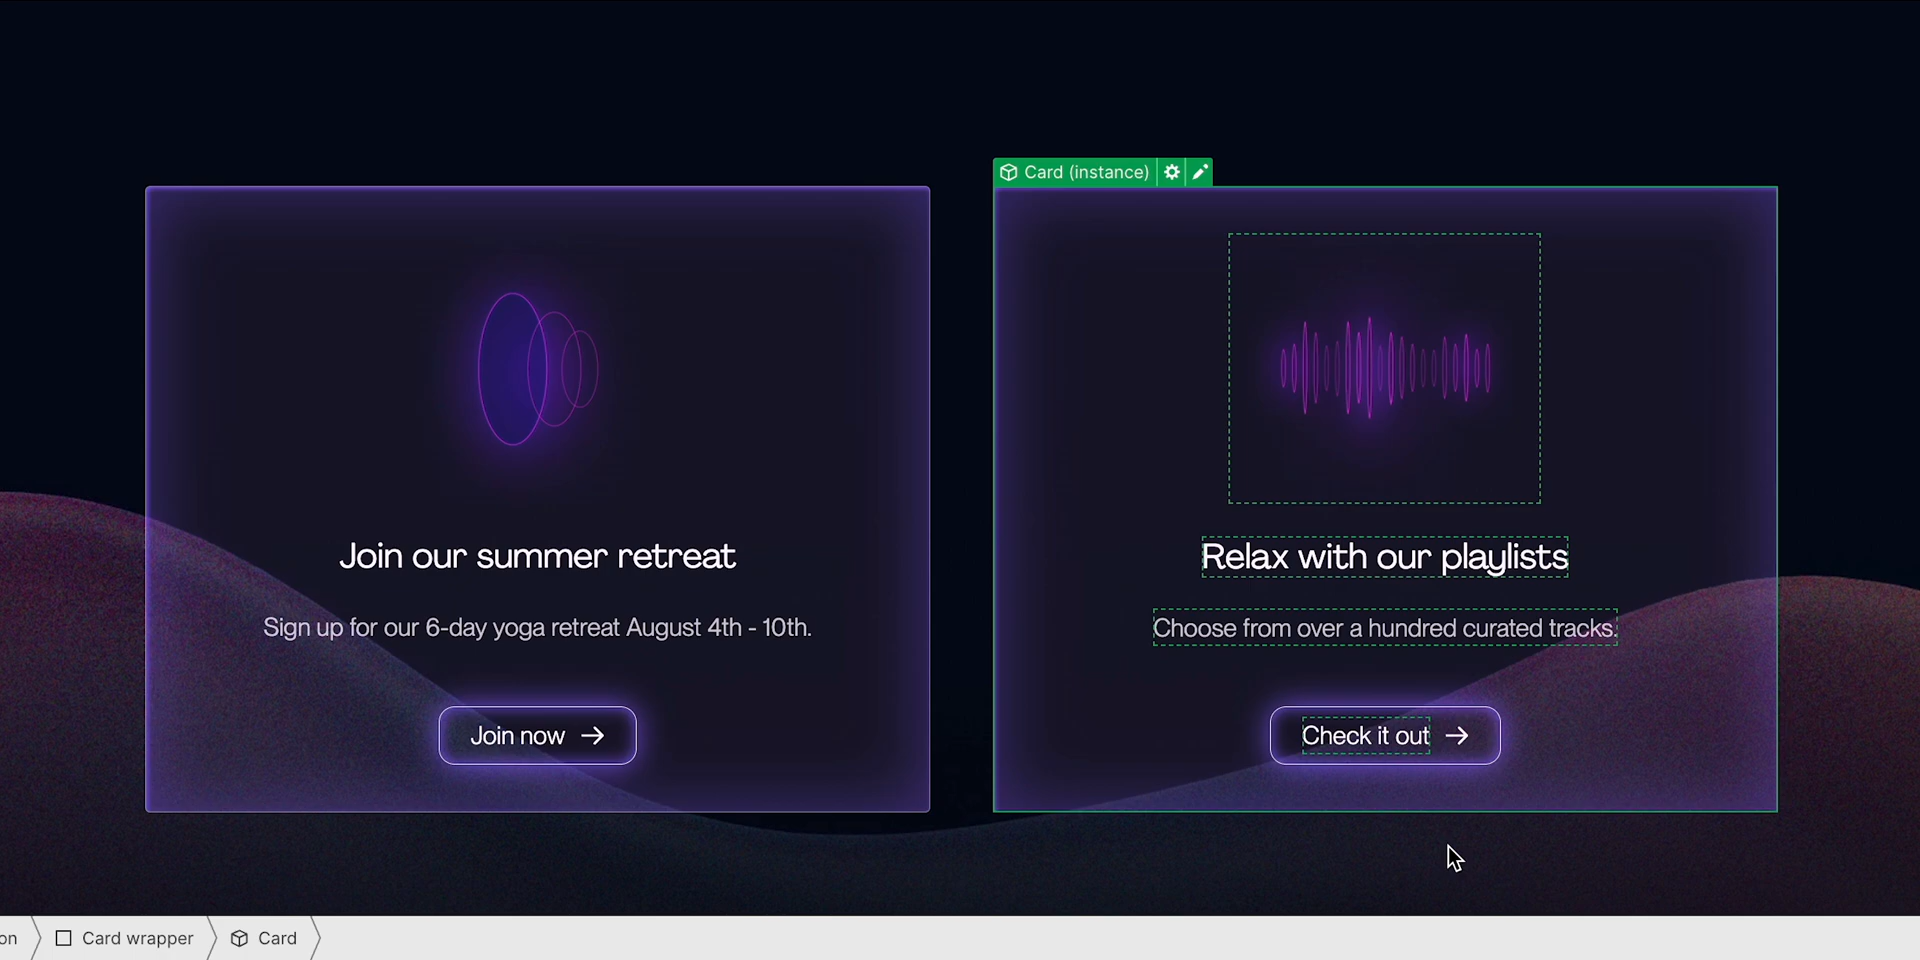 Card (instance)
Join our summer retreat
Sign up for our 6-day yoga retreat August 4th - 10th.
Join now
Relax with our playlists
Choose from over a hundred curated tracks.
Check it out
on
Card wrapper
Card